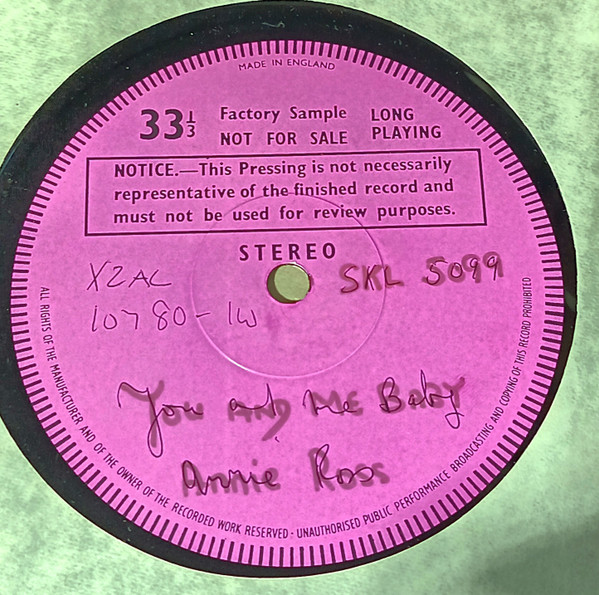 MADE IN ENGLAND
33⅓ Factory Sample LONG
NOT FOR SALE PLAYING
NOTICE.—This Pressing is not necessarily
representative of the finished record and
must not be used for review purposes.
STEREO
XZAL SKL 5099
10780-1W
You and Me Baby
Annie Ross
ALL RIGHTS OF THE MANUFACTURER AND OF THE OWNER OF THE RECORDED WORK RESERVED · UNAUTHORISED PUBLIC PERFORMANCE BROADCASTING AND COPYING OF THIS RECORD PROHIBITED